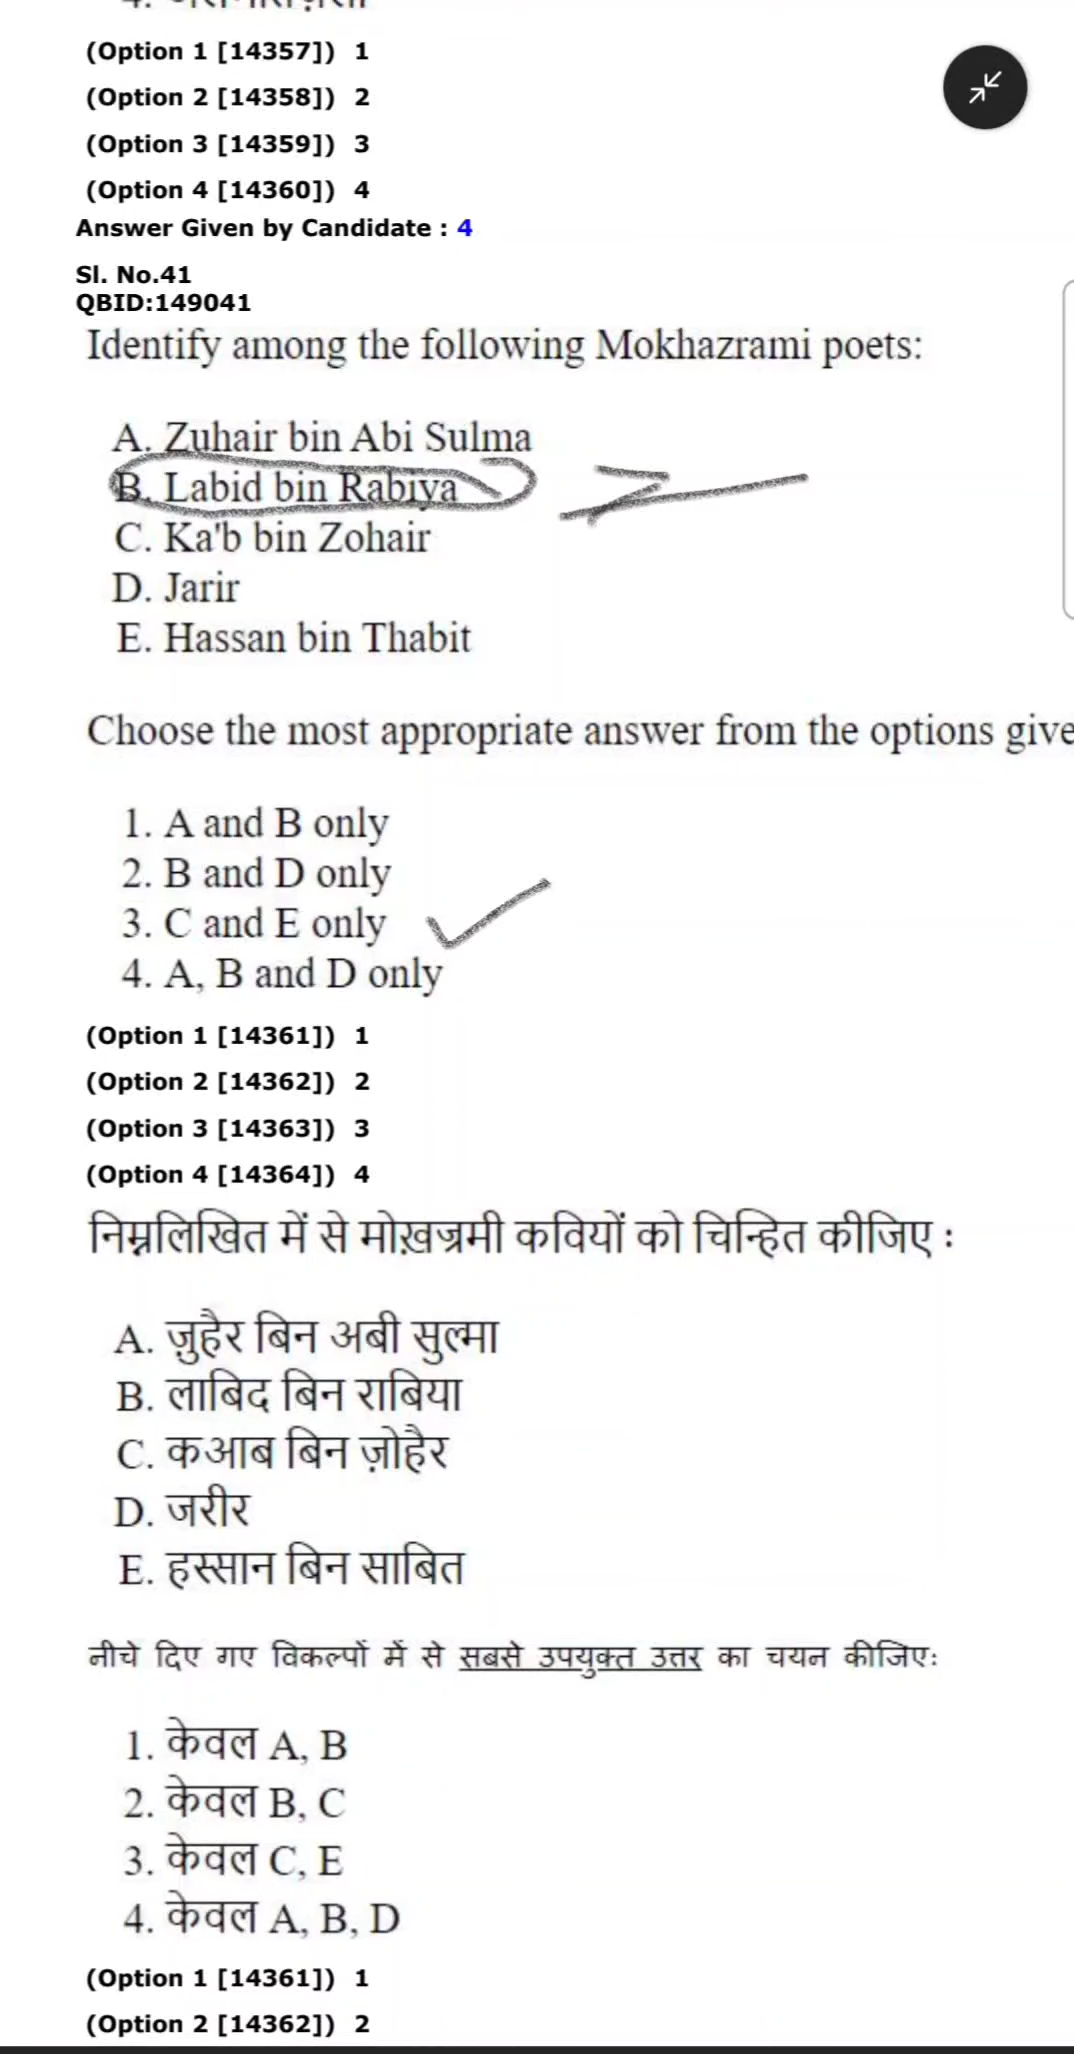 (Option 1 [14357]) 1
(Option 2 [14358]) 2
(Option 3 [14359]) 3
(Option 4 [14360]) 4
Answer Given by Candidate : 4
Sl. No.41
QBID:149041
Identify among the following Mokhazrami poets:
A. Zuhair bin Abi Sulma
B. Labid bin Rabiya
C. Ka'b bin Zohair
D. Jarir
E. Hassan bin Thabit
Choose the most appropriate answer from the options give
1. A and B only
2. B and D only
3. C and E only
4. A, B and D only
(Option 1 [14361]) 1
(Option 2 [14362]) 2
(Option 3 [14363]) 3
(Option 4 [14364]) 4
निम्नलिखित में से मोख़ज्रमी कवियों को चिन्हित कीजिए :
A. ज़ुहैर बिन अबी सुल्मा
B. लाबिद बिन राबिया
C. कआब बिन ज़ोहैर
D. जरीर
E. हस्सान बिन साबित
नीचे दिए गए विकल्पों में से सबसे उपयुक्त उत्तर का चयन कीजिए:
1. केवल A, B
2. केवल B, C
3. केवल C, E
4. केवल A, B, D
(Option 1 [14361]) 1
(Option 2 [14362]) 2